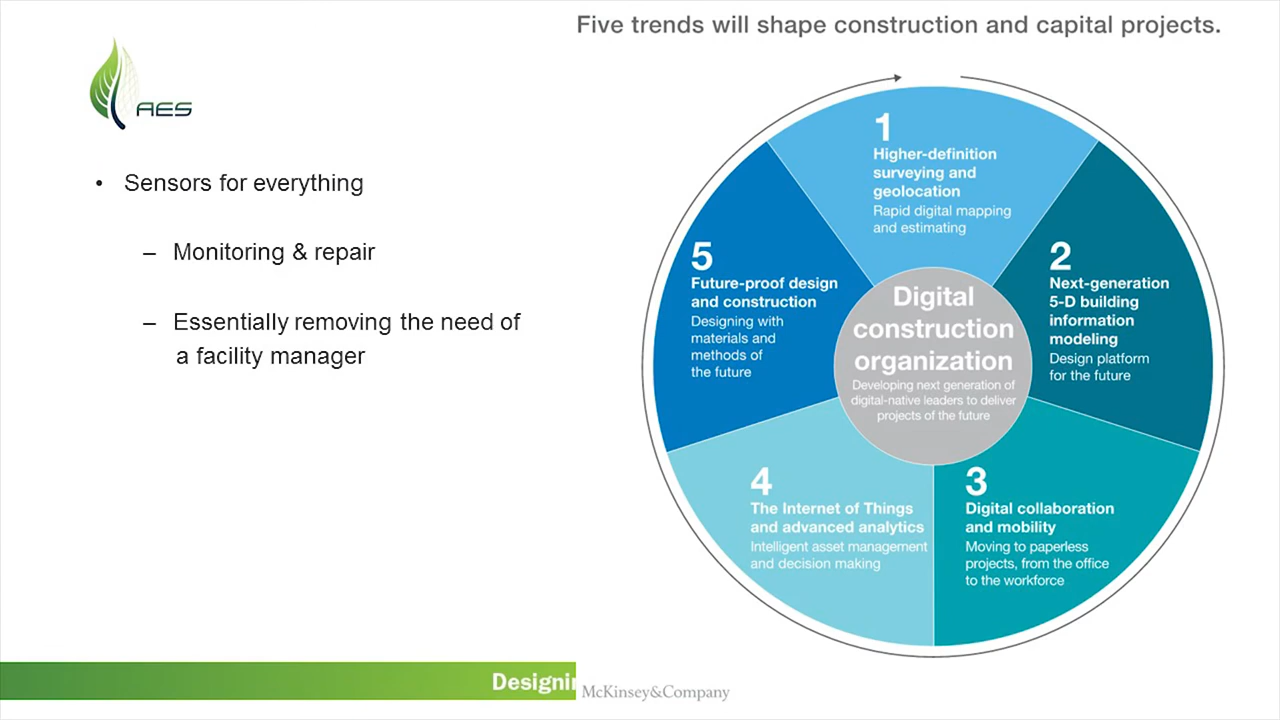 Five trends will shape construction and capital projects.
AES
• Sensors for everything
– Monitoring & repair
– Essentially removing the need of
a facility manager
1
Higher-definition
surveying and
geolocation
Rapid digital mapping
and estimating
2
Next-generation
5-D building
information
modeling
Design platform
for the future
3
Digital collaboration
and mobility
Moving to paperless
projects, from the office
to the workforce
4
The Internet of Things
and advanced analytics
Intelligent asset management
and decision making
5
Future-proof design
and construction
Designing with
materials and
methods of
the future
Digital
construction
organization
Developing next generation of
digital-native leaders to deliver
projects of the future
McKinsey&Company